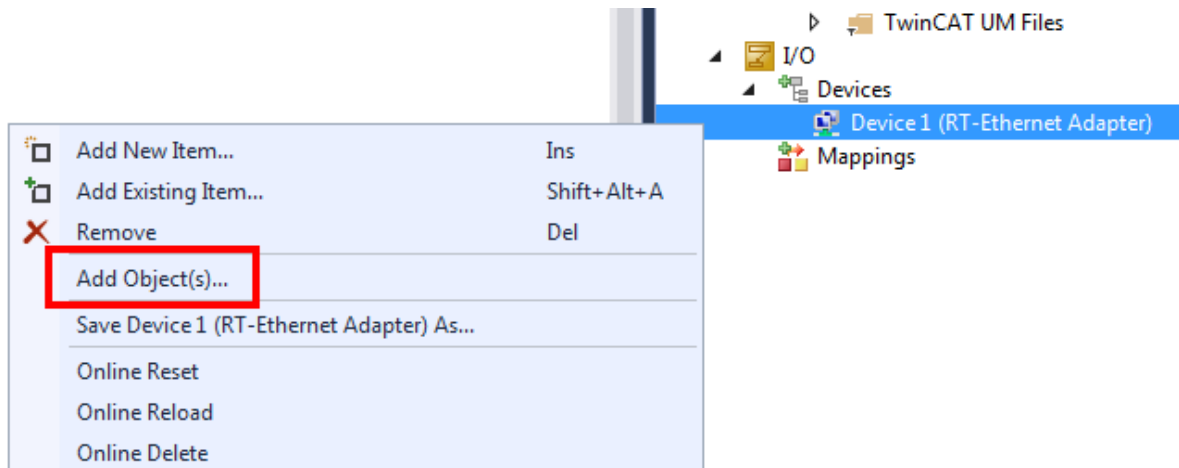 TwinCAT UM Files
I/O
Devices
Device 1 (RT-Ethernet Adapter)
Mappings
Add New Item... Ins
Add Existing Item... Shift+Alt+A
Remove Del
Add Object(s)...
Save Device 1 (RT-Ethernet Adapter) As...
Online Reset
Online Reload
Online Delete